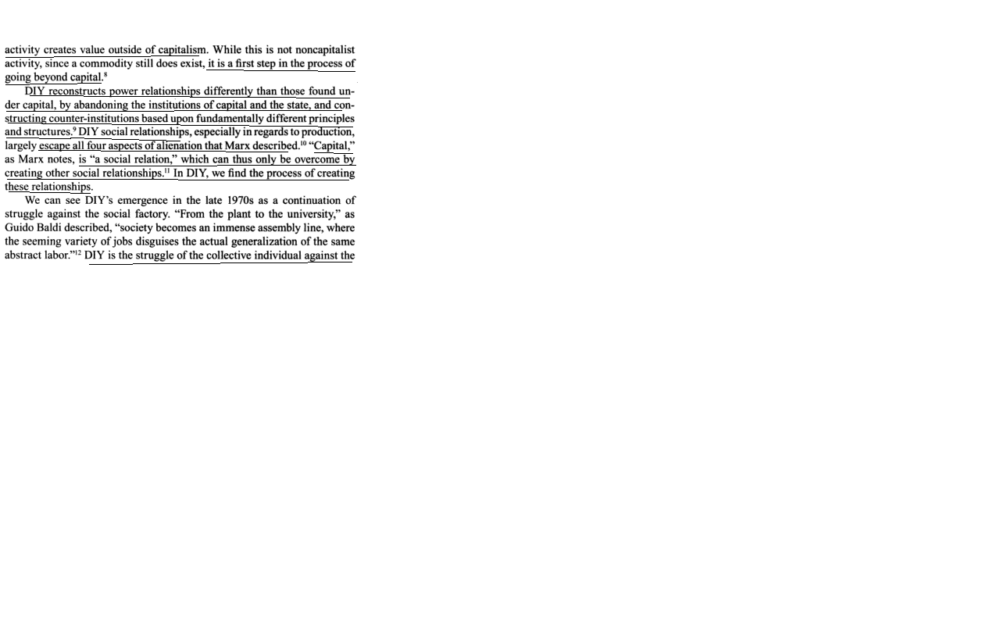 activity creates value outside of capitalism. While this is not noncapitalist
activity, since a commodity still does exist, it is a first step in the process of
going beyond capital.⁸
DIY reconstructs power relationships differently than those found un-
der capital, by abandoning the institutions of capital and the state, and con-
structing counter-institutions based upon fundamentally different principles
and structures.⁹ DIY social relationships, especially in regards to production,
largely escape all four aspects of alienation that Marx described.¹⁰ “Capital,”
as Marx notes, is “a social relation,” which can thus only be overcome by
creating other social relationships.¹¹ In DIY, we find the process of creating
these relationships.
We can see DIY’s emergence in the late 1970s as a continuation of
struggle against the social factory. “From the plant to the university,” as
Guido Baldi described, “society becomes an immense assembly line, where
the seeming variety of jobs disguises the actual generalization of the same
abstract labor.”¹² DIY is the struggle of the collective individual against the